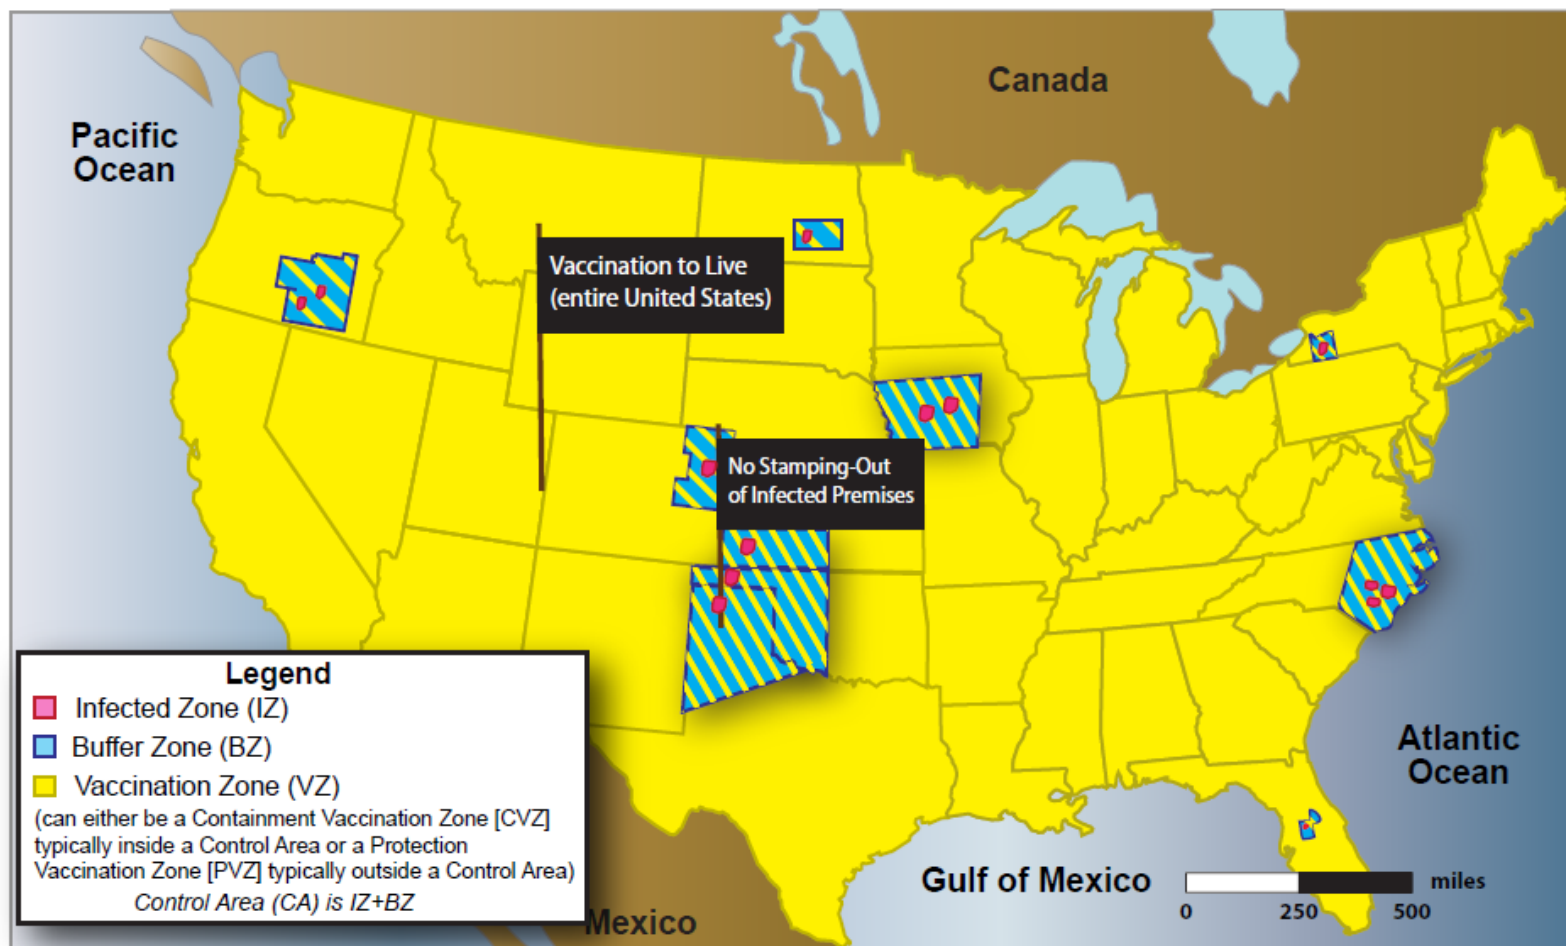 Canada
Pacific
Ocean
Vaccination to Live
(entire United States)
No Stamping-Out
of Infected Premises
Legend
Infected Zone (IZ)
Buffer Zone (BZ)
Vaccination Zone (VZ)
(can either be a Containment Vaccination Zone [CVZ]
typically inside a Control Area or a Protection
Vaccination Zone [PVZ] typically outside a Control Area)
Control Area (CA) is IZ+BZ
Atlantic
Ocean
Gulf of Mexico
miles
0 250 500
Mexico